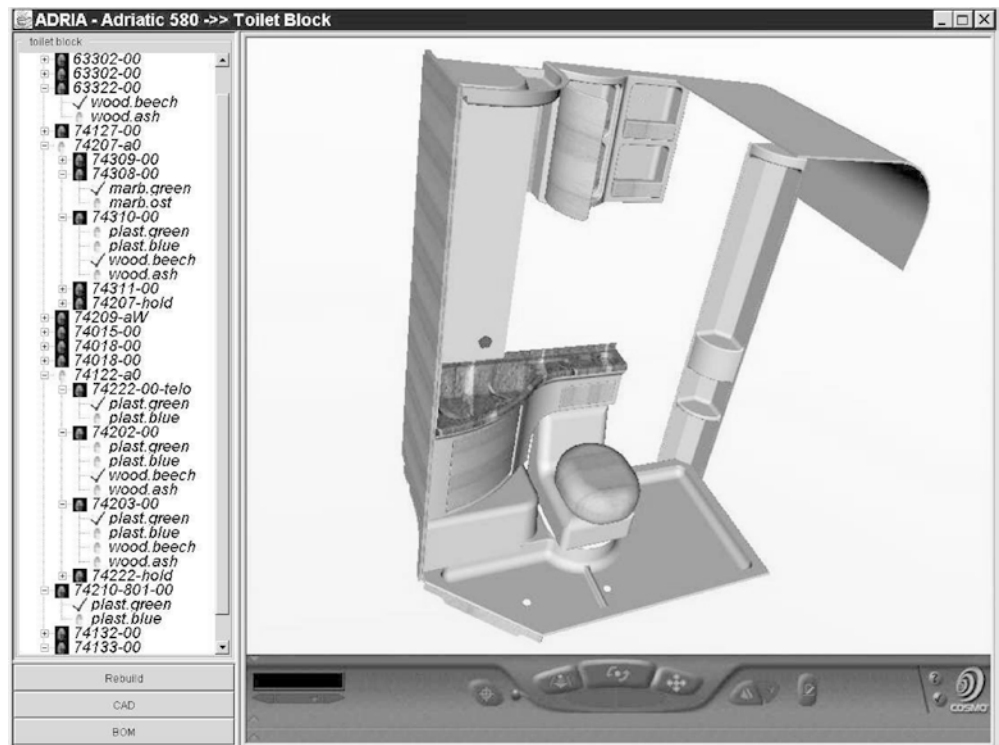 ADRIA - Adriatic 580 ->> Toilet Block
toilet block
63302-00
63302-00
63322-00
wood.beech
wood.ash
74127-00
74207-a0
74309-00
74308-00
marb.green
marb.ost
74310-00
plast.green
plast.blue
wood.beech
wood.ash
74311-00
74207-hold
74209-aW
74015-00
74018-00
74018-00
74122-a0
74222-00-telo
plast.green
plast.blue
74202-00
plast.green
plast.blue
wood.beech
wood.ash
74203-00
plast.green
plast.blue
wood.beech
wood.ash
74222-hold
74210-801-00
plast.green
plast.blue
74132-00
74133-00
Rebuild
CAD
BOM
COSMO